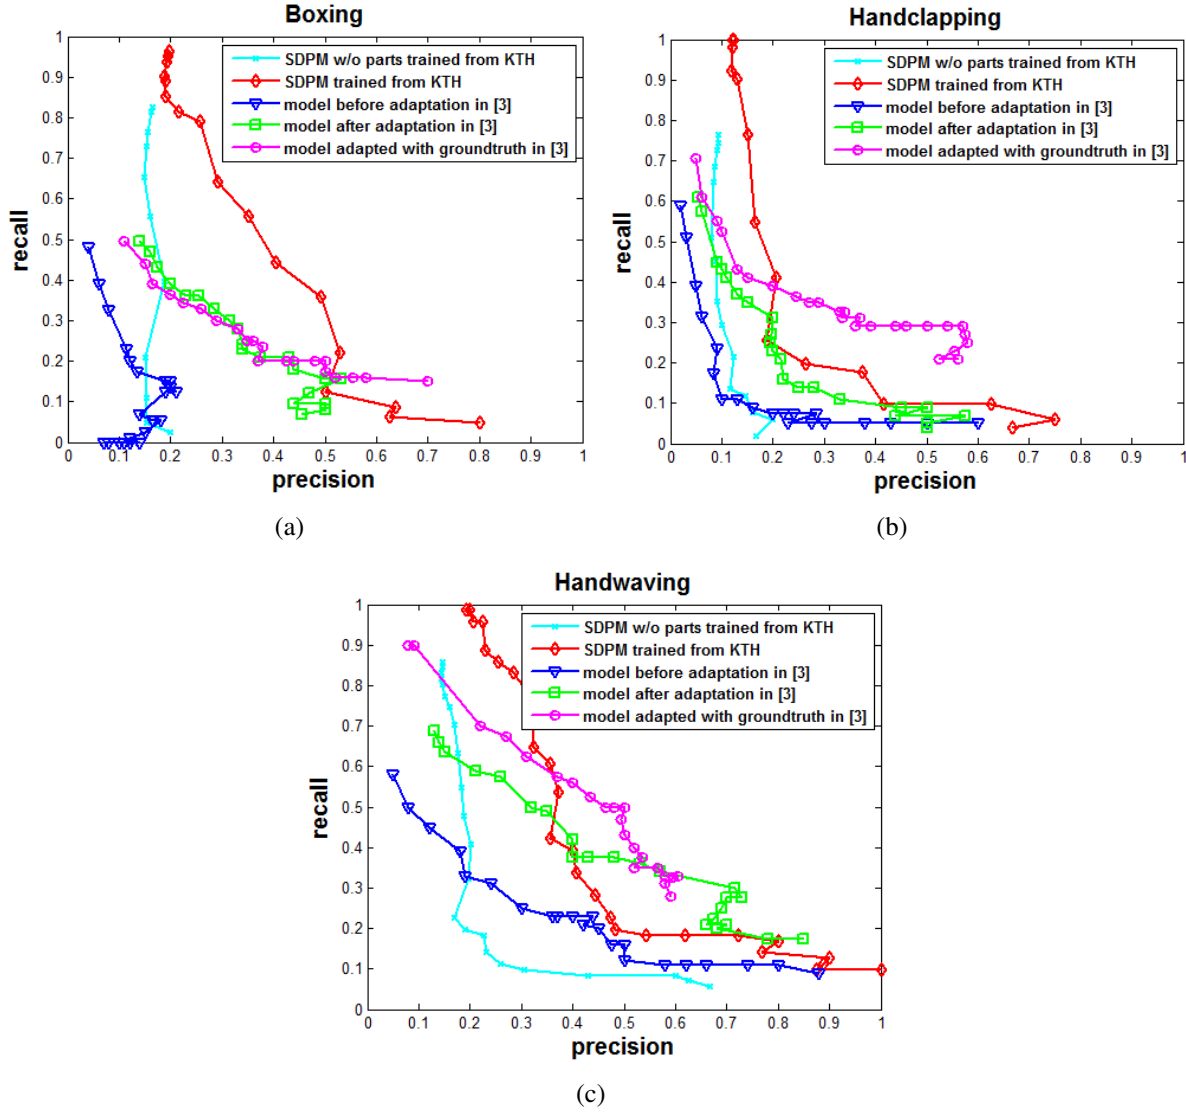 Boxing
1
0.9
0.8
0.7
0.6
0.5
0.4
0.3
0.2
0.1
0
recall
SDPM w/o parts trained from KTH
SDPM trained from KTH
model before adaptation in [3]
model after adaptation in [3]
model adapted with groundtruth in [3]
0 0.1 0.2 0.3 0.4 0.5 0.6 0.7 0.8 0.9 1
precision
(a)
Handclapping
1
0.9
0.8
0.7
0.6
0.5
0.4
0.3
0.2
0.1
0
recall
SDPM w/o parts trained from KTH
SDPM trained from KTH
model before adaptation in [3]
model after adaptation in [3]
model adapted with groundtruth in [3]
0 0.1 0.2 0.3 0.4 0.5 0.6 0.7 0.8 0.9 1
precision
(b)
Handwaving
1
0.9
0.8
0.7
0.6
0.5
0.4
0.3
0.2
0.1
0
recall
SDPM w/o parts trained from KTH
SDPM trained from KTH
model before adaptation in [3]
model after adaptation in [3]
model adapted with groundtruth in [3]
0 0.1 0.2 0.3 0.4 0.5 0.6 0.7 0.8 0.9 1
precision
(c)